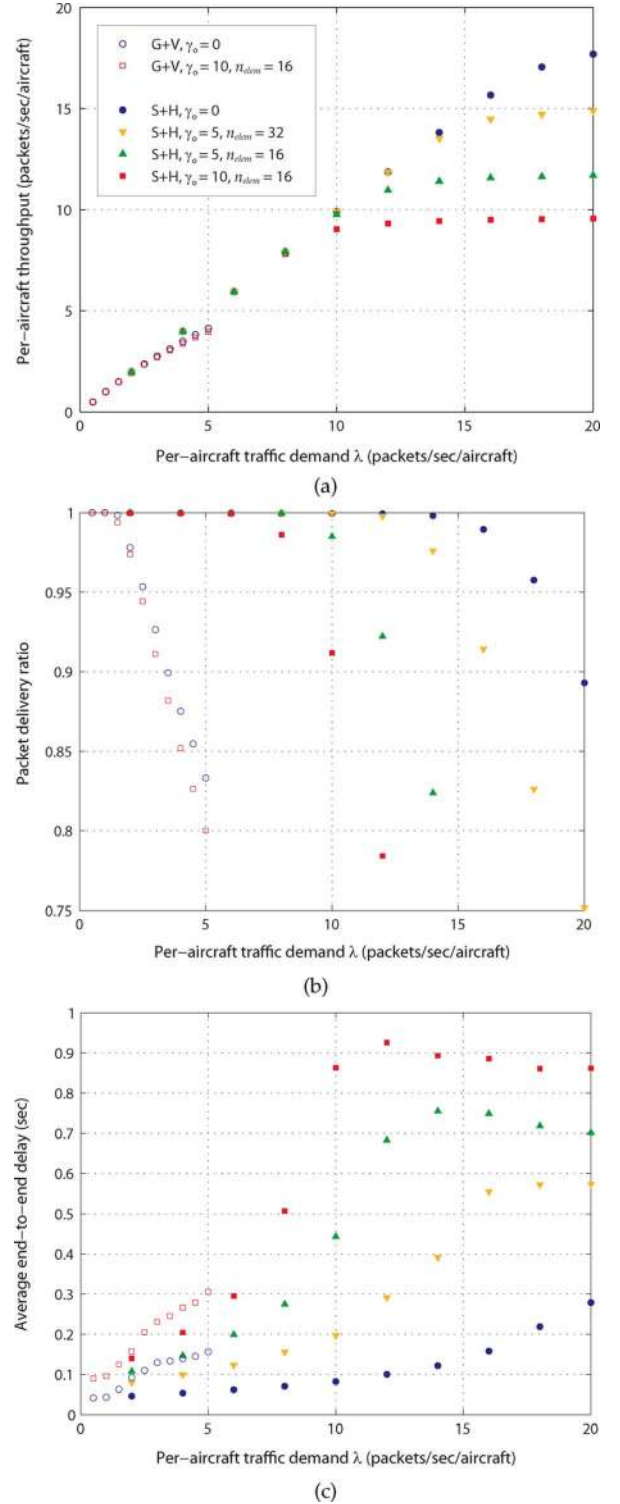 20
15
10
5
0
Per-aircraft throughput (packets/sec/aircraft)
G+V, γₒ = 0
G+V, γₒ = 10, nₑₗₑₘ = 16
S+H, γₒ = 0
S+H, γₒ = 5, nₑₗₑₘ = 32
S+H, γₒ = 5, nₑₗₑₘ = 16
S+H, γₒ = 10, nₑₗₑₘ = 16
0 5 10 15 20
Per-aircraft traffic demand λ (packets/sec/aircraft)
(a)
1
0.95
0.9
0.85
0.8
0.75
Packet delivery ratio
0 5 10 15 20
Per-aircraft traffic demand λ (packets/sec/aircraft)
(b)
1
0.9
0.8
0.7
0.6
0.5
0.4
0.3
0.2
0.1
0
Average end-to-end delay (sec)
0 5 10 15 20
Per-aircraft traffic demand λ (packets/sec/aircraft)
(c)